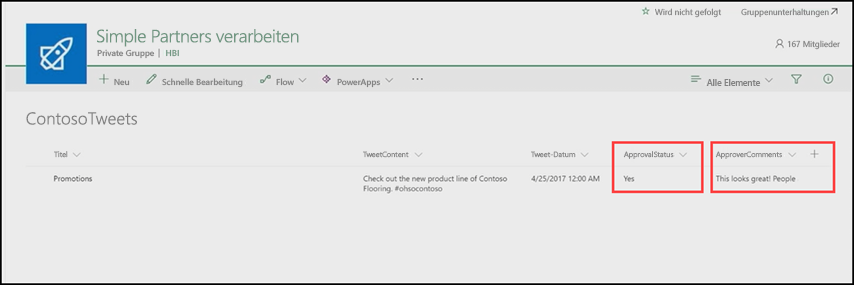 Wird nicht gefolgt Gruppenunterhaltungen
Simple Partners verarbeiten
Private Gruppe | HBI
167 Mitglieder
Neu Schnelle Bearbeitung Flow PowerApps ... Alle Elemente
ContosoTweets
Titel TweetContent Tweet-Datum ApprovalStatus ApproverComments
Promotions Check out the new product line of Contoso 4/25/2017 12:00 AM Yes This looks great! People
Flooring. #ohsocontoso